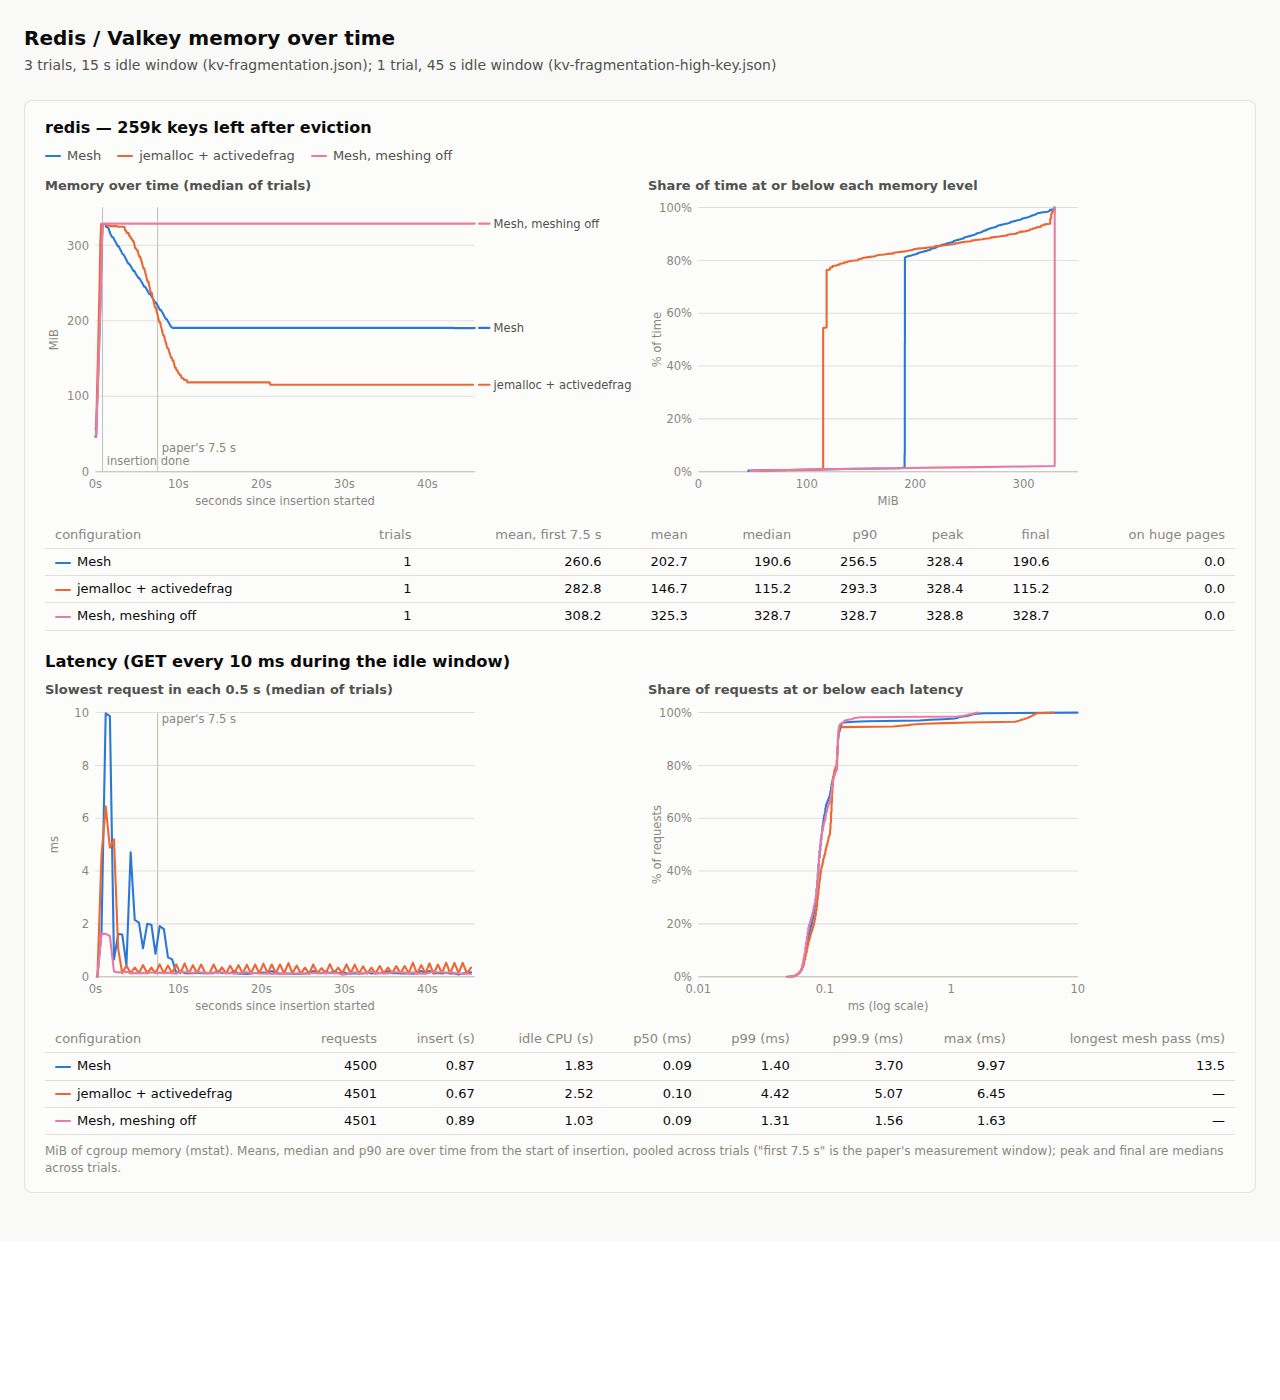 Redis / Valkey memory over time
3 trials, 15 s idle window (kv-fragmentation.json); 1 trial, 45 s idle window (kv-fragmentation-high-key.json)
redis — 259k keys left after eviction
Mesh jemalloc + activedefrag Mesh, meshing off
Memory over time (median of trials)
300
200
100
0
MiB
Mesh, meshing off
Mesh
jemalloc + activedefrag
paper's 7.5 s
insertion done
0s 10s 20s 30s 40s
seconds since insertion started
Share of time at or below each memory level
100%
80%
60%
40%
20%
0%
% of time
0 100 200 300
MiB
configuration trials mean, first 7.5 s mean median p90 peak final on huge pages
Mesh 1 260.6 202.7 190.6 256.5 328.4 190.6 0.0
jemalloc + activedefrag 1 282.8 146.7 115.2 293.3 328.4 115.2 0.0
Mesh, meshing off 1 308.2 325.3 328.7 328.7 328.8 328.7 0.0
Latency (GET every 10 ms during the idle window)
Slowest request in each 0.5 s (median of trials)
10
8
6
4
2
0
ms
paper's 7.5 s
0s 10s 20s 30s 40s
seconds since insertion started
Share of requests at or below each latency
100%
80%
60%
40%
20%
0%
% of requests
0.01 0.1 1 10
ms (log scale)
configuration requests insert (s) idle CPU (s) p50 (ms) p99 (ms) p99.9 (ms) max (ms) longest mesh pass (ms)
Mesh 4500 0.87 1.83 0.09 1.40 3.70 9.97 13.5
jemalloc + activedefrag 4501 0.67 2.52 0.10 4.42 5.07 6.45 —
Mesh, meshing off 4501 0.89 1.03 0.09 1.31 1.56 1.63 —
MiB of cgroup memory (mstat). Means, median and p90 are over time from the start of insertion, pooled across trials ("first 7.5 s" is the paper's measurement window); peak and final are medians
across trials.